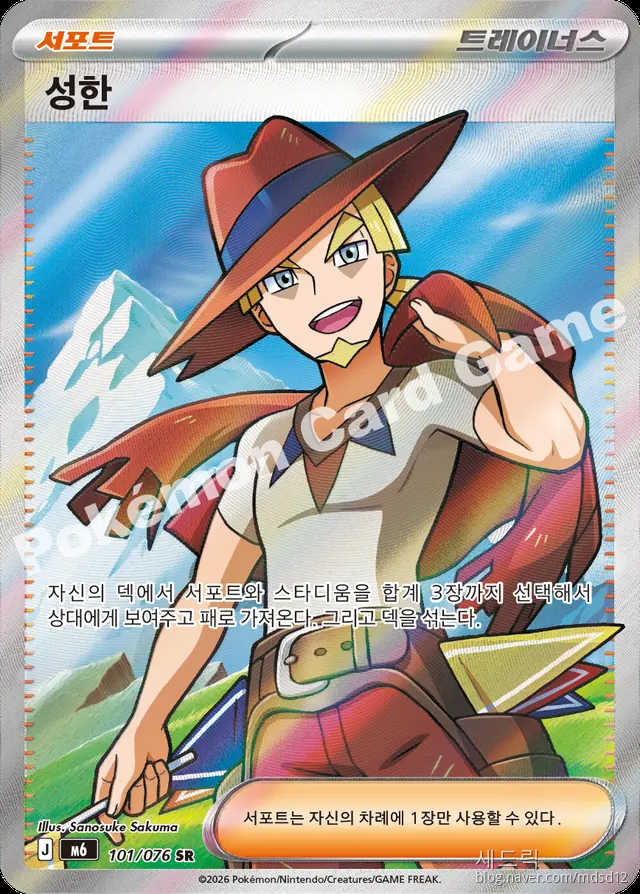 서포트
트레이너스
성한
Pokémon Card Game
자신의 덱에서 서포트와 스타디움을 합계 3장까지 선택해서
상대에게 보여주고 패로 가져온다. 그리고 덱을 섞는다.
서포트는 자신의 차례에 1장만 사용할 수 있다.
Illus. Sanosuke Sakuma
J M6 101/076 SR
©2026 Pokémon/Nintendo/Creatures/GAME FREAK.
세드릭
blog.naver.com/mdsd12